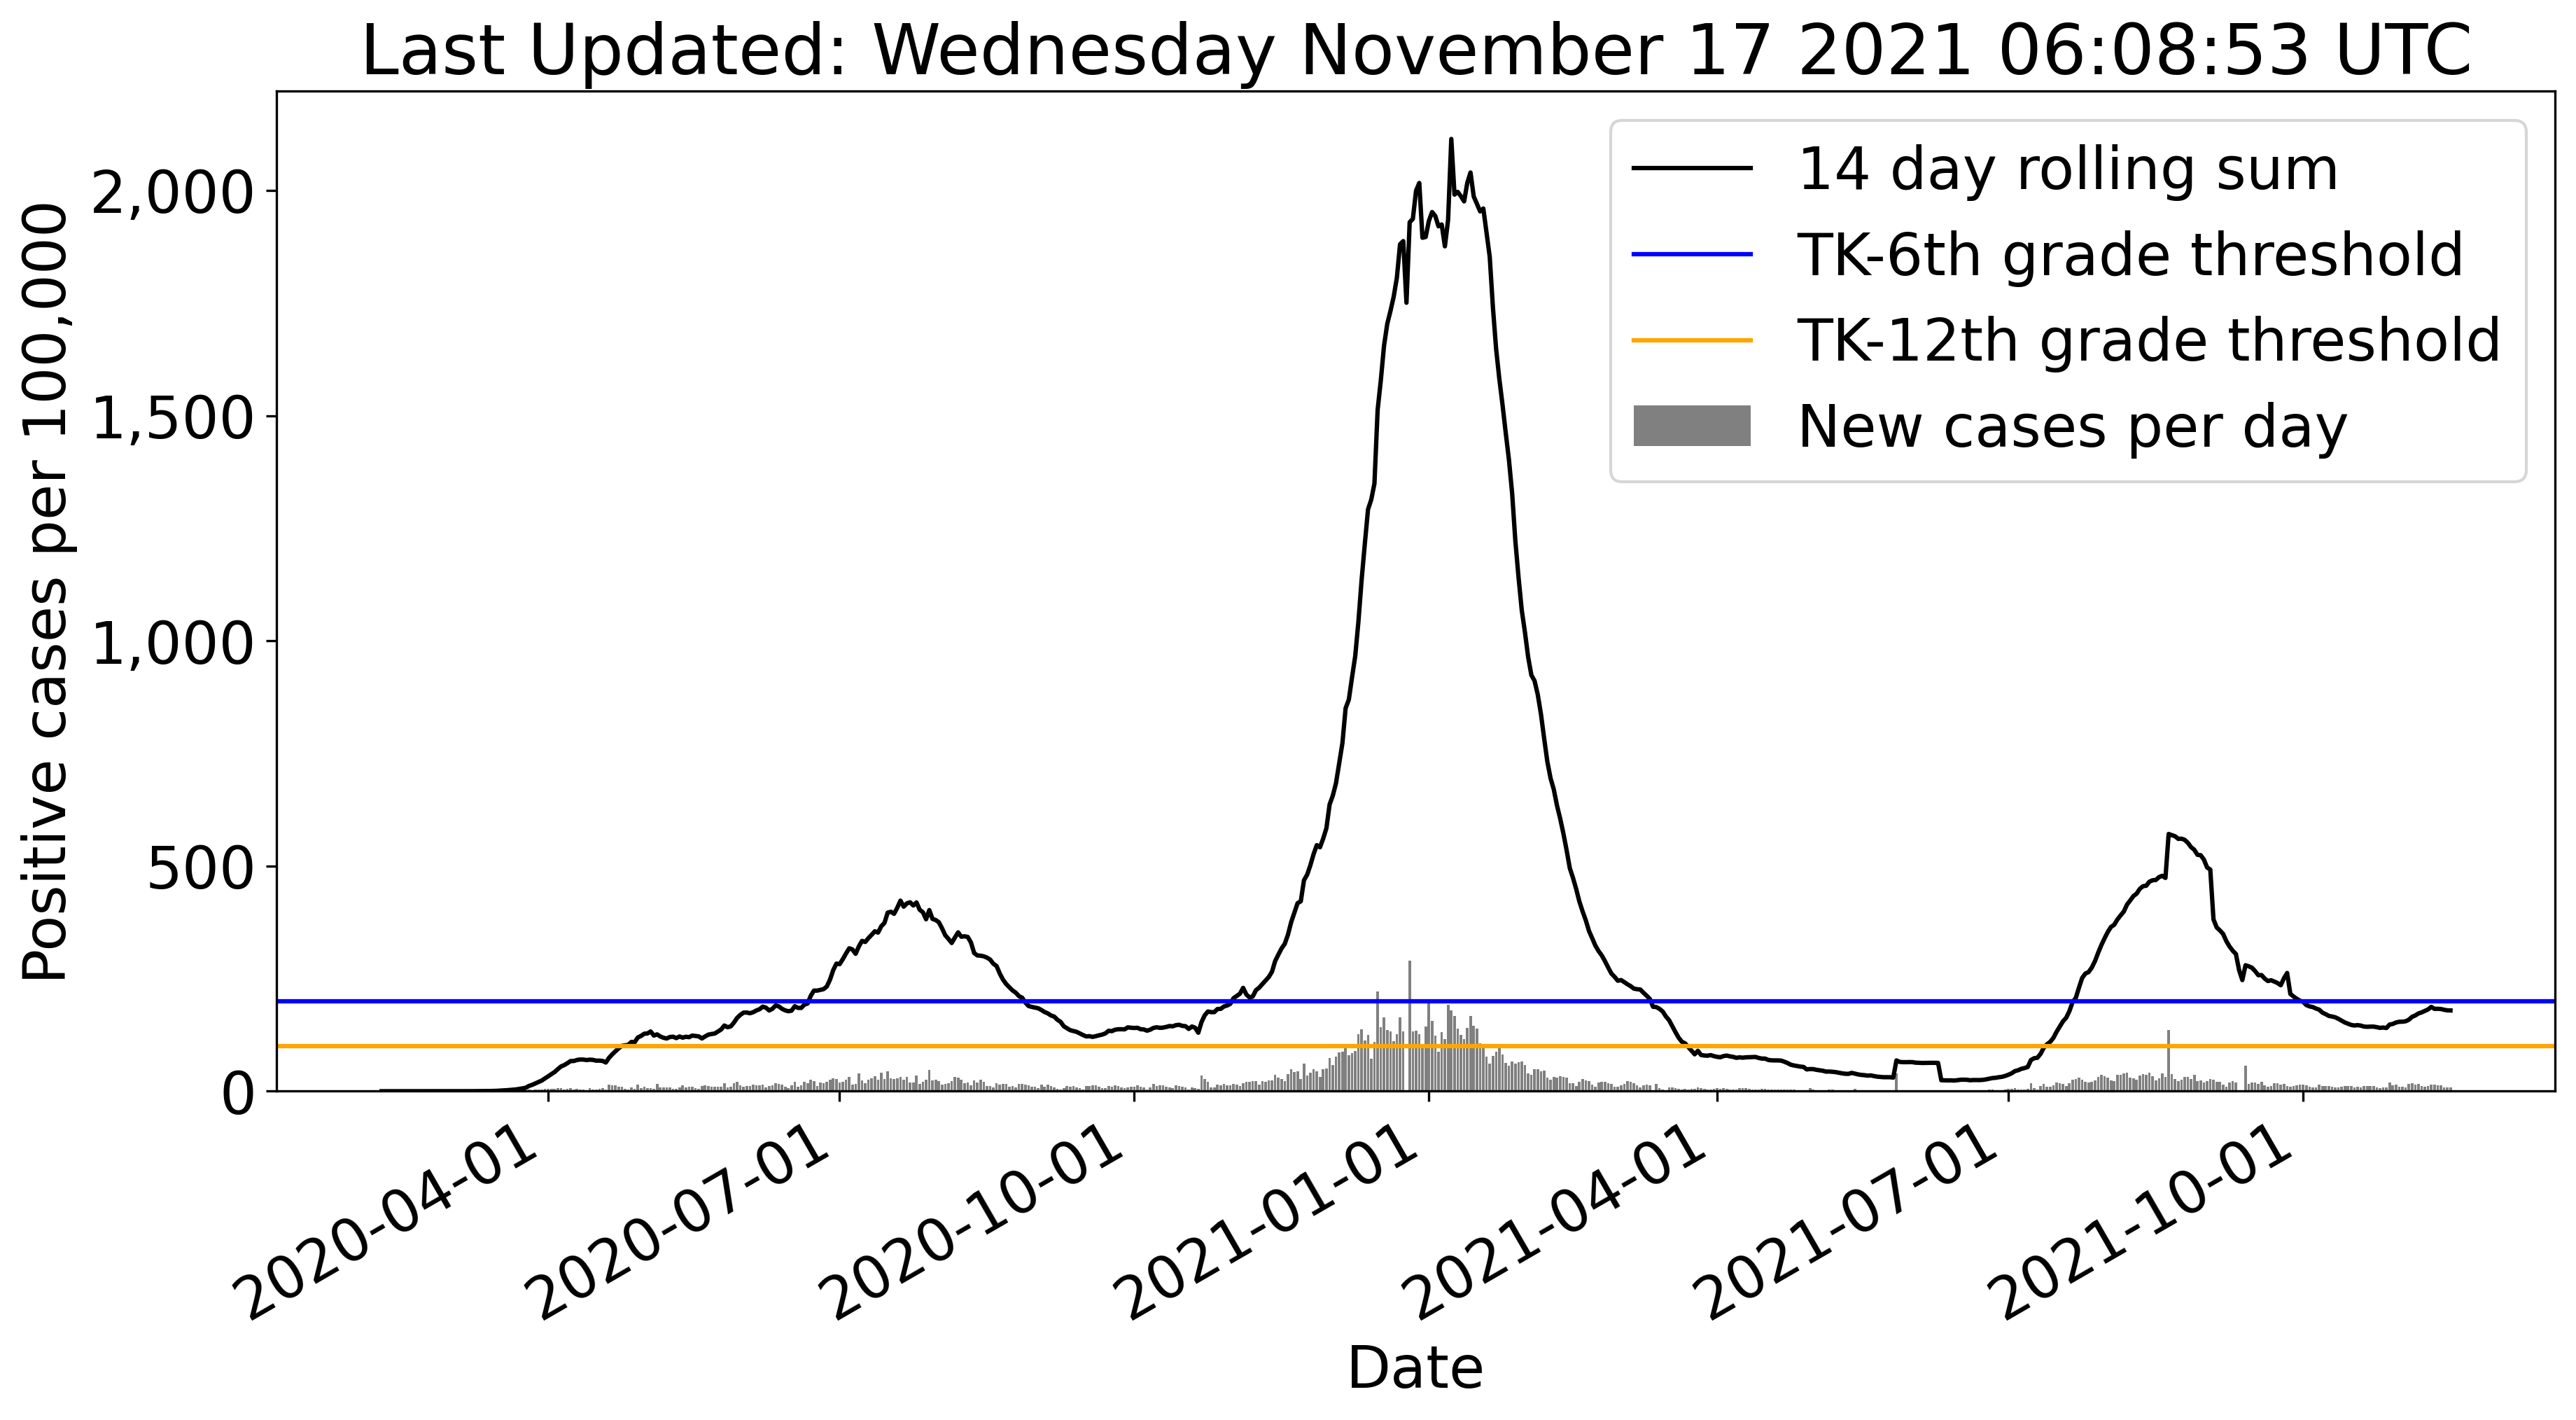 Last Updated: Wednesday November 17 2021 06:08:53 UTC
Positive cases per 100,000
2,000
1,500
1,000
500
0
14 day rolling sum
TK-6th grade threshold
TK-12th grade threshold
New cases per day
2020-04-01
2020-07-01
2020-10-01
2021-01-01
2021-04-01
2021-07-01
2021-10-01
Date